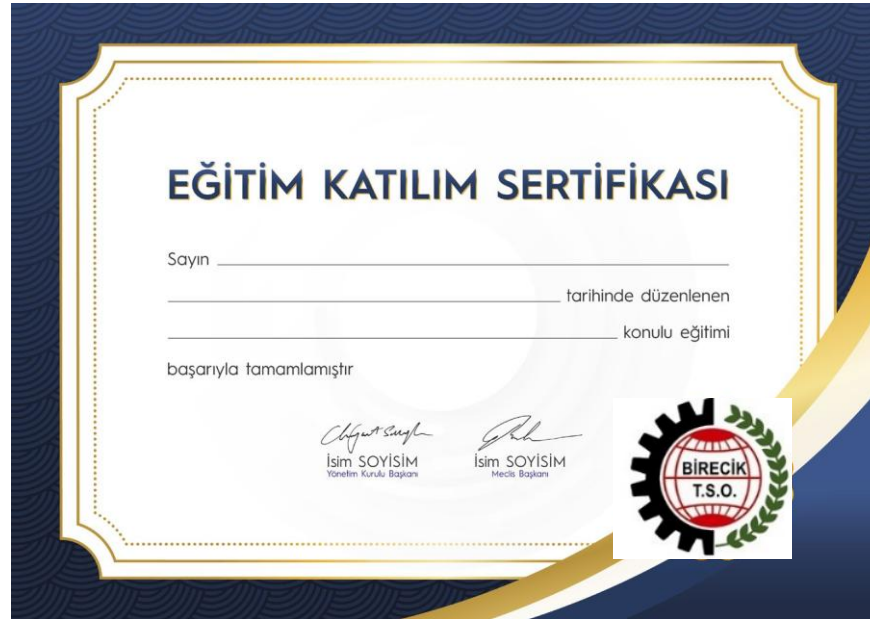 EĞİTİM KATILIM SERTİFİKASI
Sayın
tarihinde düzenlenen
konulu eğitimi
başarıyla tamamlamıştır
İsim SOYİSİM
Yönetim Kurulu Başkanı
İsim SOYİSİM
Meclis Başkanı
BİRECİK
T.S.O.